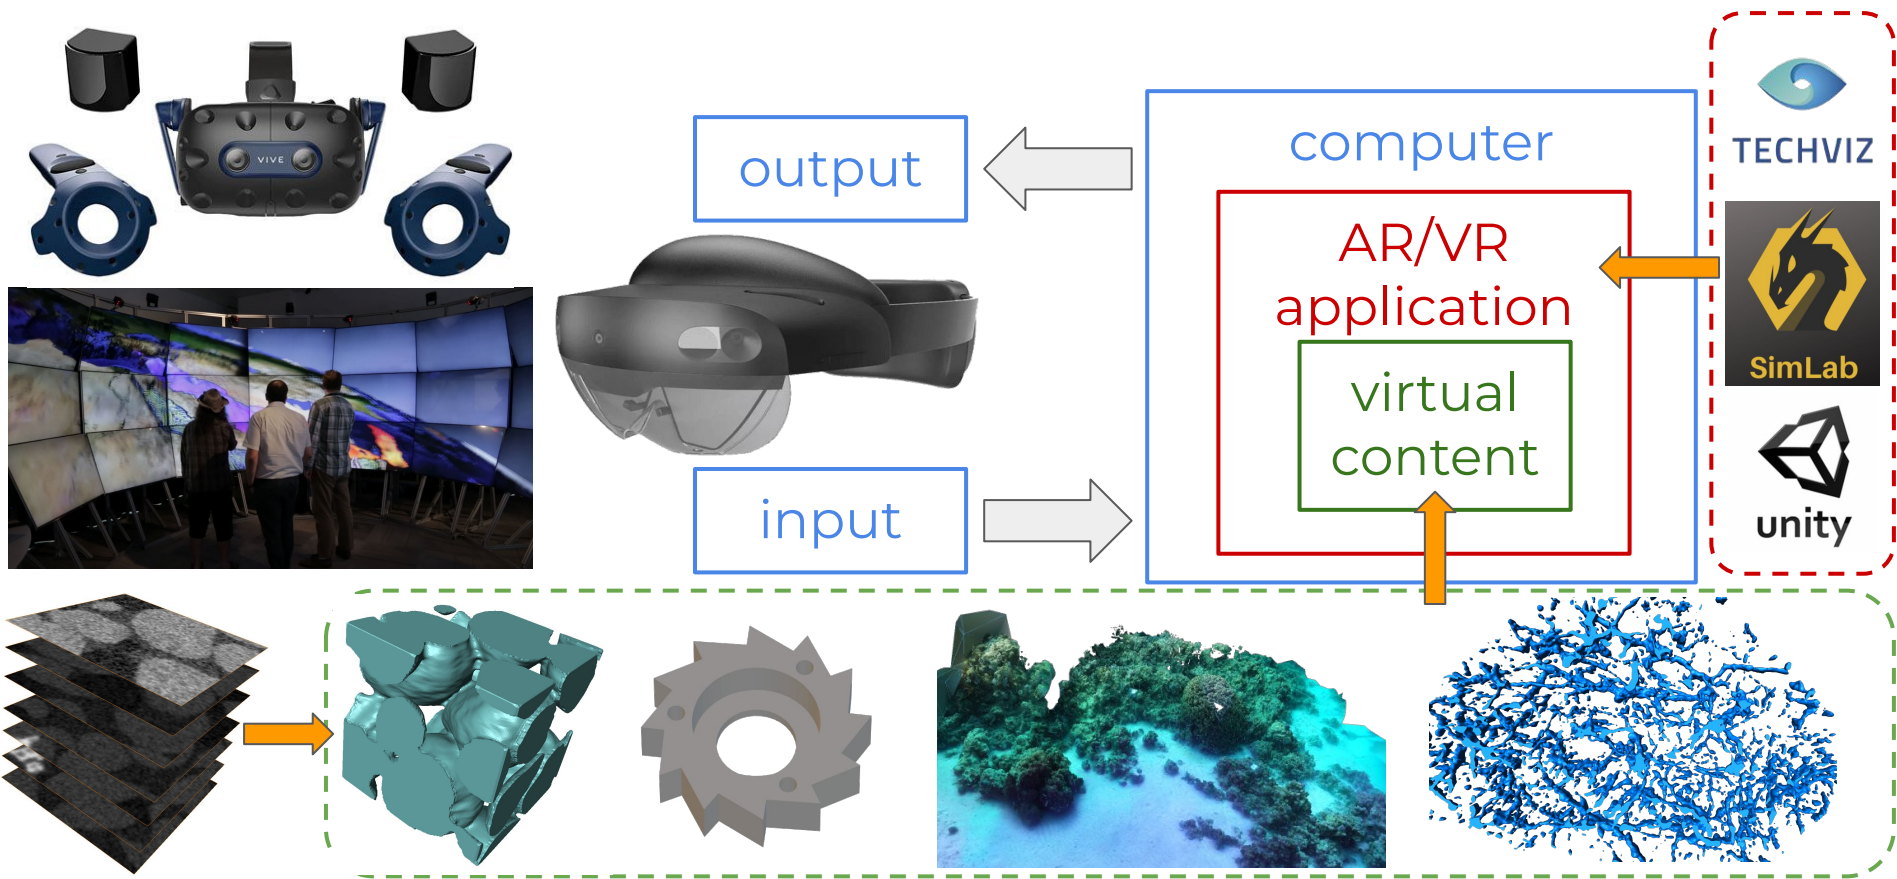 VIVE
output
input
computer
AR/VR
application
virtual
content
TECHVIZ
SimLab
unity